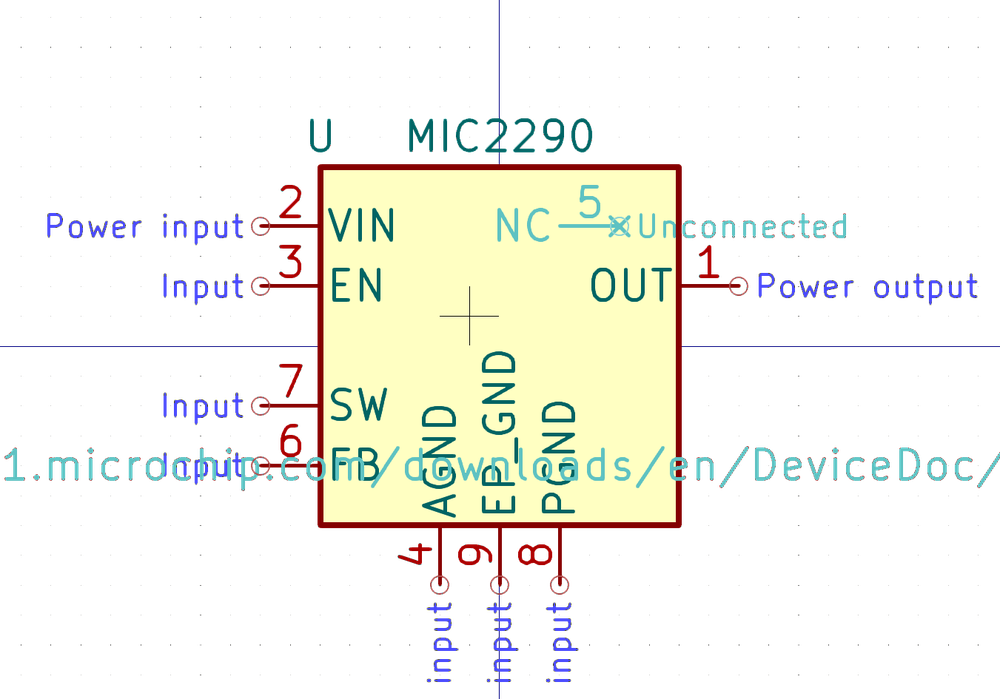 U MIC2290
Power input 2 VIN NC 5 Unconnected
Input 3 EN OUT 1 Power output
Input 7 SW
Input 6 FB
1.microchip.com/downloads/en/DeviceDoc/
AGND EP_GND PGND
4 9 8
input input input